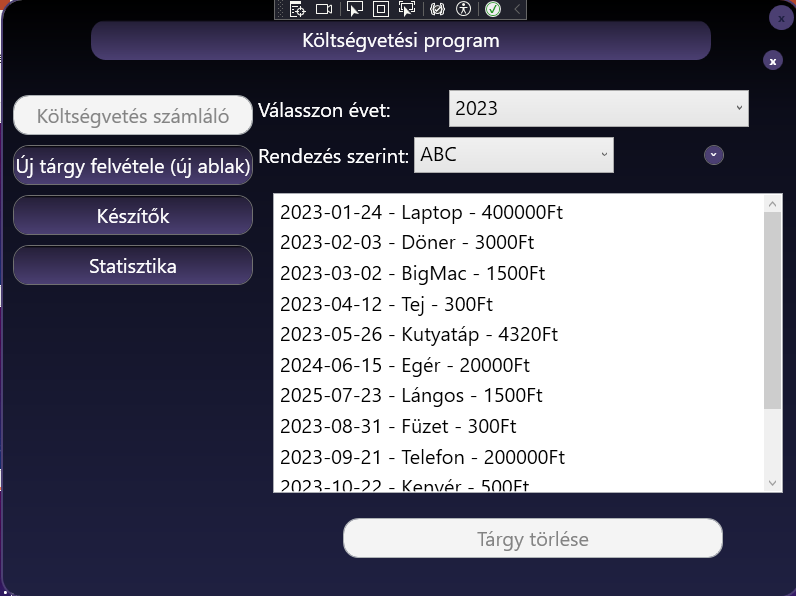 Költségvetési program
x
x
Költségvetés számláló
Válasszon évet:
2023
Új tárgy felvétele (új ablak)
Rendezés szerint:
ABC
Készítők
Statisztika
2023-01-24 - Laptop - 400000Ft
2023-02-03 - Döner - 3000Ft
2023-03-02 - BigMac - 1500Ft
2023-04-12 - Tej - 300Ft
2023-05-26 - Kutyatáp - 4320Ft
2024-06-15 - Egér - 20000Ft
2025-07-23 - Lángos - 1500Ft
2023-08-31 - Füzet - 300Ft
2023-09-21 - Telefon - 200000Ft
2023-10-22 - Kenyér - 500Ft
Tárgy törlése